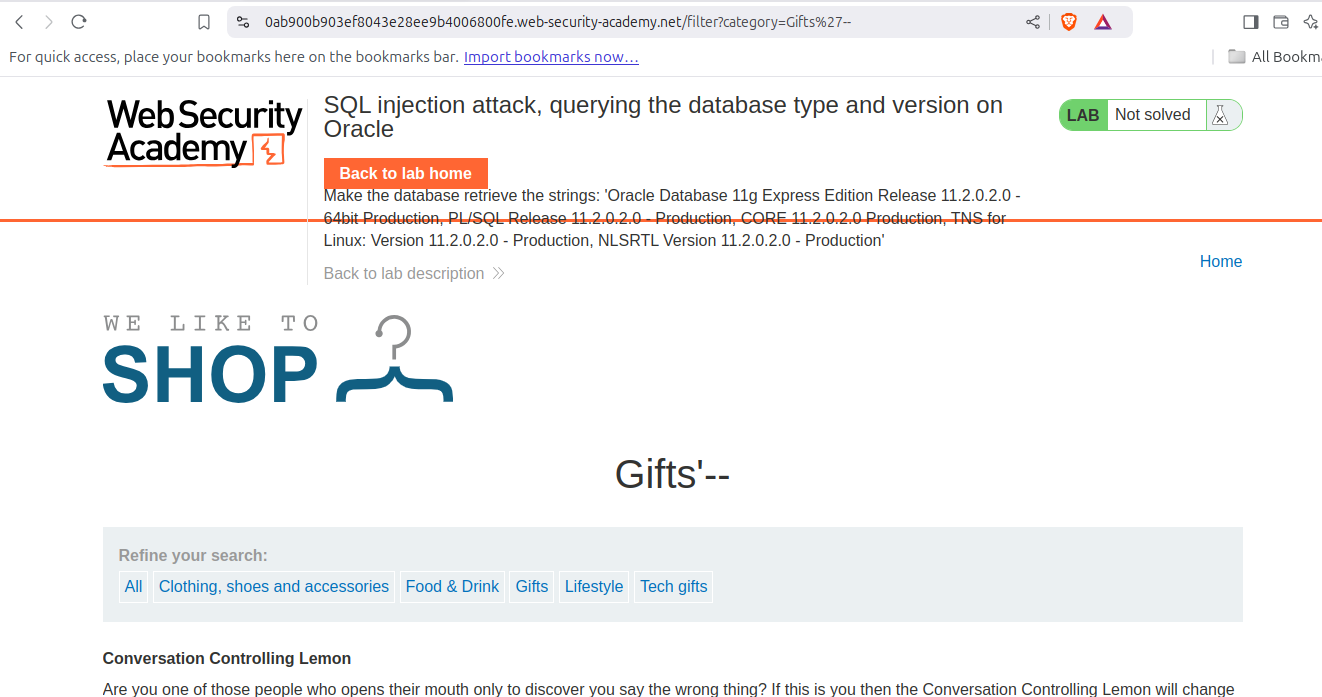 0ab900b903ef8043e28ee9b4006800fe.web-security-academy.net/filter?category=Gifts%27--
For quick access, place your bookmarks here on the bookmarks bar. Import bookmarks now...
All Bookm
Web Security
Academy
SQL injection attack, querying the database type and version on
Oracle
LAB Not solved
Back to lab home
Make the database retrieve the strings: 'Oracle Database 11g Express Edition Release 11.2.0.2.0 -
64bit Production, PL/SQL Release 11.2.0.2.0 - Production, CORE 11.2.0.2.0 Production, TNS for
Linux: Version 11.2.0.2.0 - Production, NLSRTL Version 11.2.0.2.0 - Production'
Home
Back to lab description
WE LIKE TO
SHOP
Gifts'--
Refine your search:
All Clothing, shoes and accessories Food & Drink Gifts Lifestyle Tech gifts
Conversation Controlling Lemon
Are you one of those people who opens their mouth only to discover you say the wrong thing? If this is you then the Conversation Controlling Lemon will change